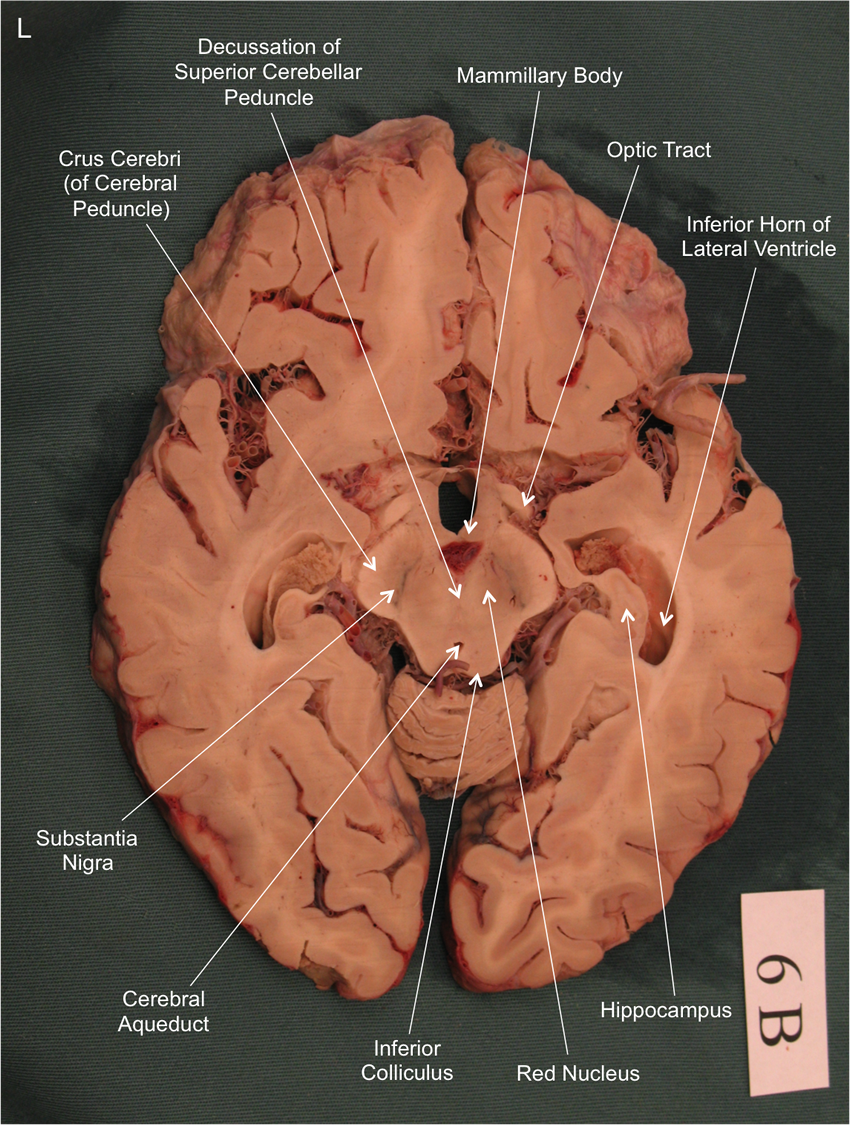 L
Decussation of
Superior Cerebellar
Peduncle
Mammillary Body
Optic Tract
Crus Cerebri
(of Cerebral
Peduncle)
Inferior Horn of
Lateral Ventricle
Substantia
Nigra
Cerebral
Aqueduct
Inferior
Colliculus
Red Nucleus
Hippocampus
6B